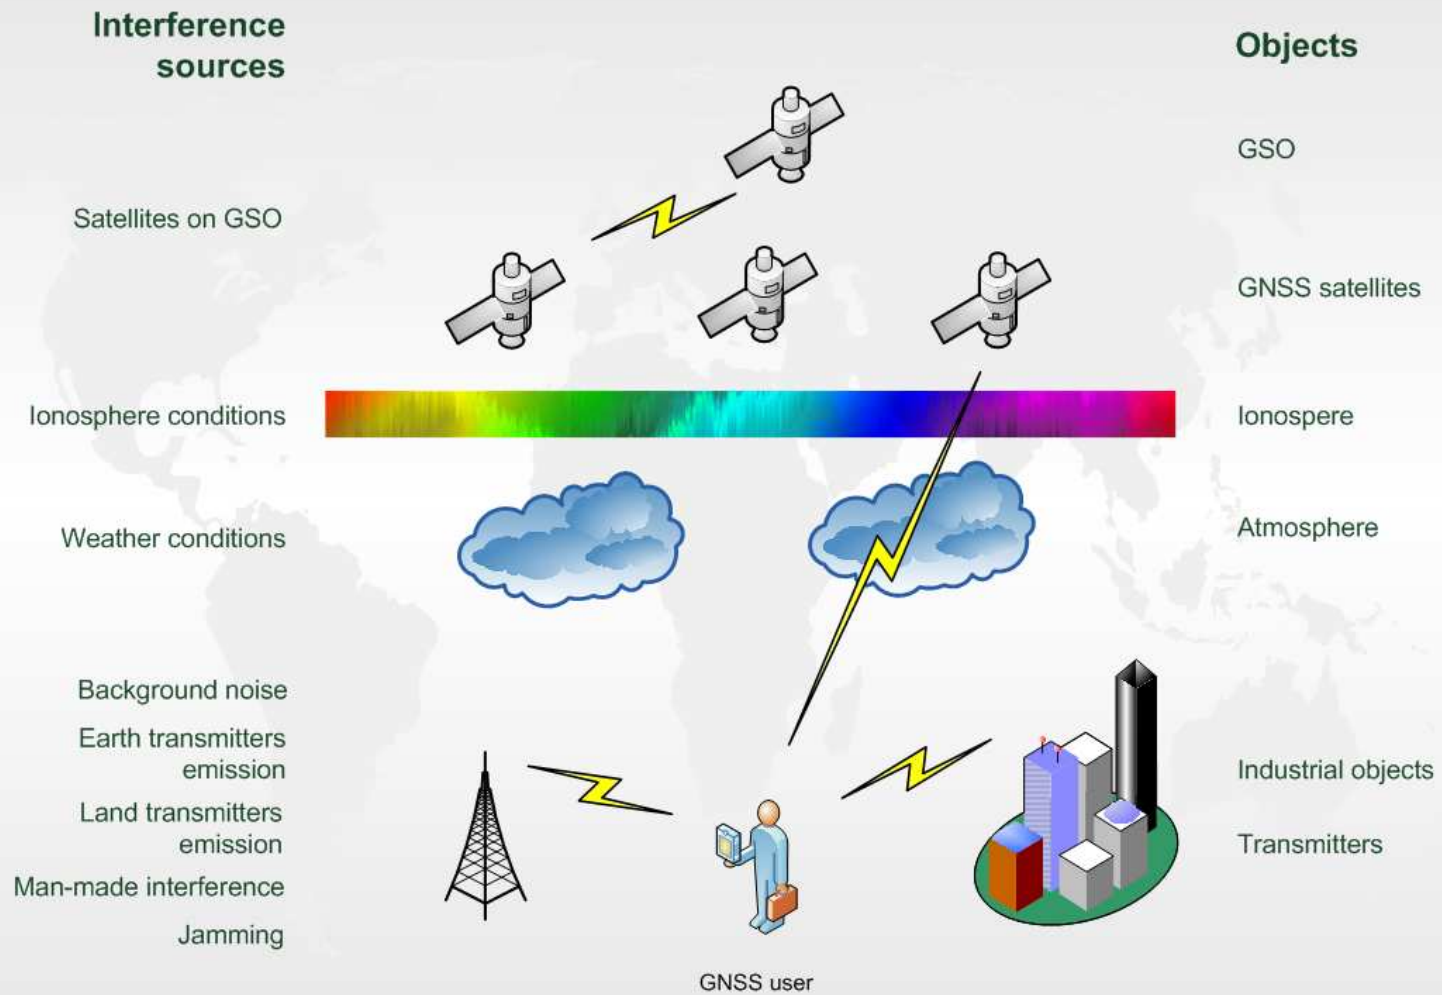 Interference
sources
Objects
GSO
Satellites on GSO
GNSS satellites
Ionosphere conditions
Ionospere
Weather conditions
Atmosphere
Background noise
Earth transmitters
emission
Industrial objects
Land transmitters
emission
Transmitters
Man-made interference
Jamming
GNSS user